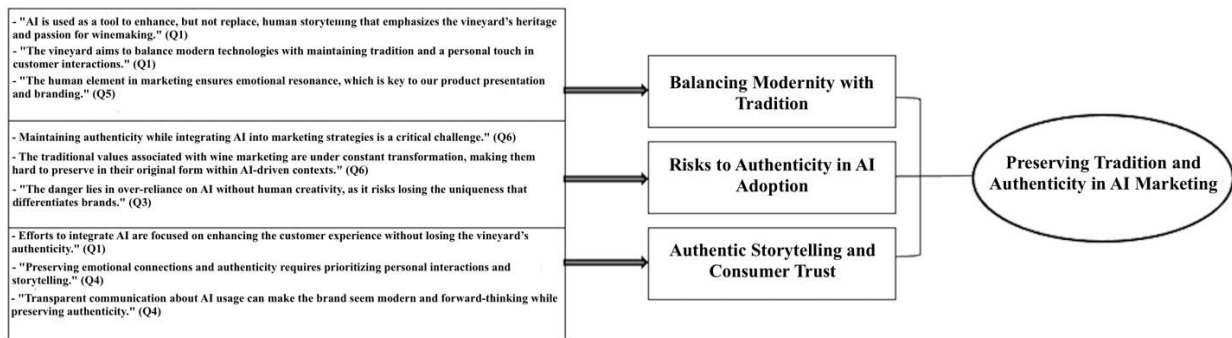 - "AI is used as a tool to enhance, but not replace, human storytelling that emphasizes the vineyard's heritage
and passion for winemaking." (Q1)
- "The vineyard aims to balance modern technologies with maintaining tradition and a personal touch in
customer interactions." (Q1)
- "The human element in marketing ensures emotional resonance, which is key to our product presentation
and branding." (Q5)
- Maintaining authenticity while integrating AI into marketing strategies is a critical challenge." (Q6)
- The traditional values associated with wine marketing are under constant transformation, making them
hard to preserve in their original form within AI-driven contexts." (Q6)
- "The danger lies in over-reliance on AI without human creativity, as it risks losing the uniqueness that
differentiates brands." (Q3)
- Efforts to integrate AI are focused on enhancing the customer experience without losing the vineyard's
authenticity." (Q1)
- "Preserving emotional connections and authenticity requires prioritizing personal interactions and
storytelling." (Q4)
- "Transparent communication about AI usage can make the brand seem modern and forward-thinking while
preserving authenticity." (Q4)
Balancing Modernity with
Tradition
Risks to Authenticity in AI
Adoption
Authentic Storytelling and
Consumer Trust
Preserving Tradition and
Authenticity in AI Marketing